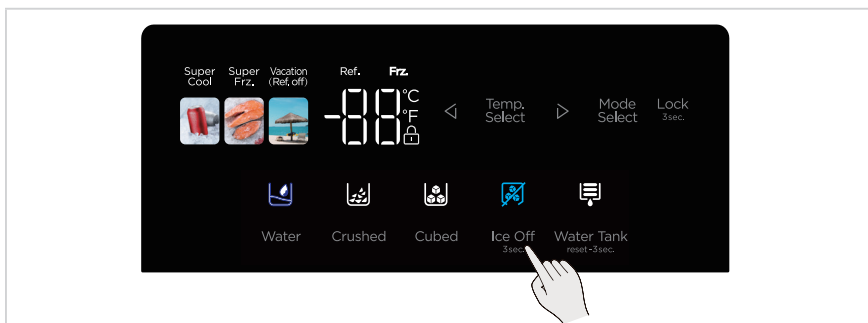 Super Cool
Super Frz.
Vacation (Ref, off)
Ref.
Frz.
-88
°C
°F
Temp. Select
Mode Select
Lock
3sec.
Water
Crushed
Cubed
Ice Off
3sec.
Water Tank
reset-3sec.